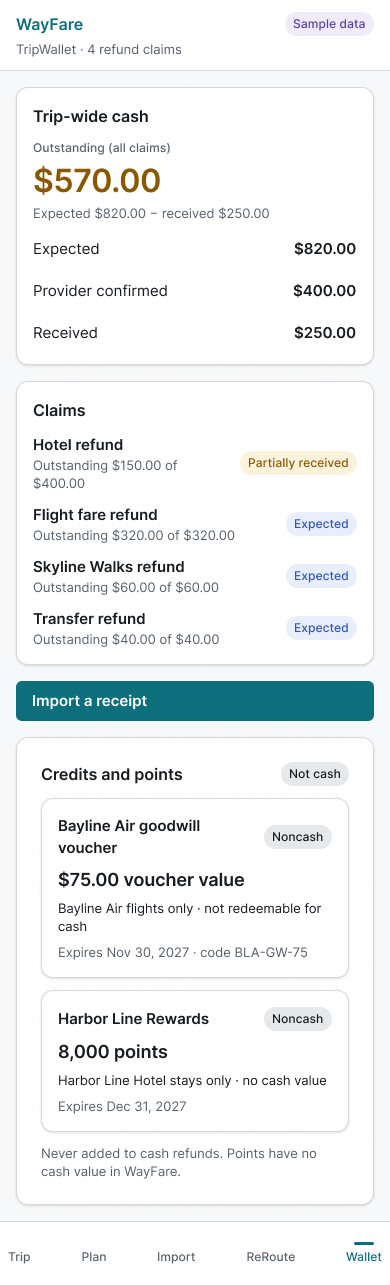 WayFare
Sample data
TripWallet · 4 refund claims
Trip-wide cash
Outstanding (all claims)
$570.00
Expected $820.00 − received $250.00
Expected
$820.00
Provider confirmed
$400.00
Received
$250.00
Claims
Hotel refund
Outstanding $150.00 of
$400.00
Partially received
Flight fare refund
Outstanding $320.00 of $320.00
Expected
Skyline Walks refund
Outstanding $60.00 of $60.00
Expected
Transfer refund
Outstanding $40.00 of $40.00
Expected
Import a receipt
Credits and points
Not cash
Bayline Air goodwill
voucher
Noncash
$75.00 voucher value
Bayline Air flights only · not redeemable for
cash
Expires Nov 30, 2027 · code BLA-GW-75
Harbor Line Rewards
Noncash
8,000 points
Harbor Line Hotel stays only · no cash value
Expires Dec 31, 2027
Never added to cash refunds. Points have no
cash value in WayFare.
Trip
Plan
Import
ReRoute
Wallet